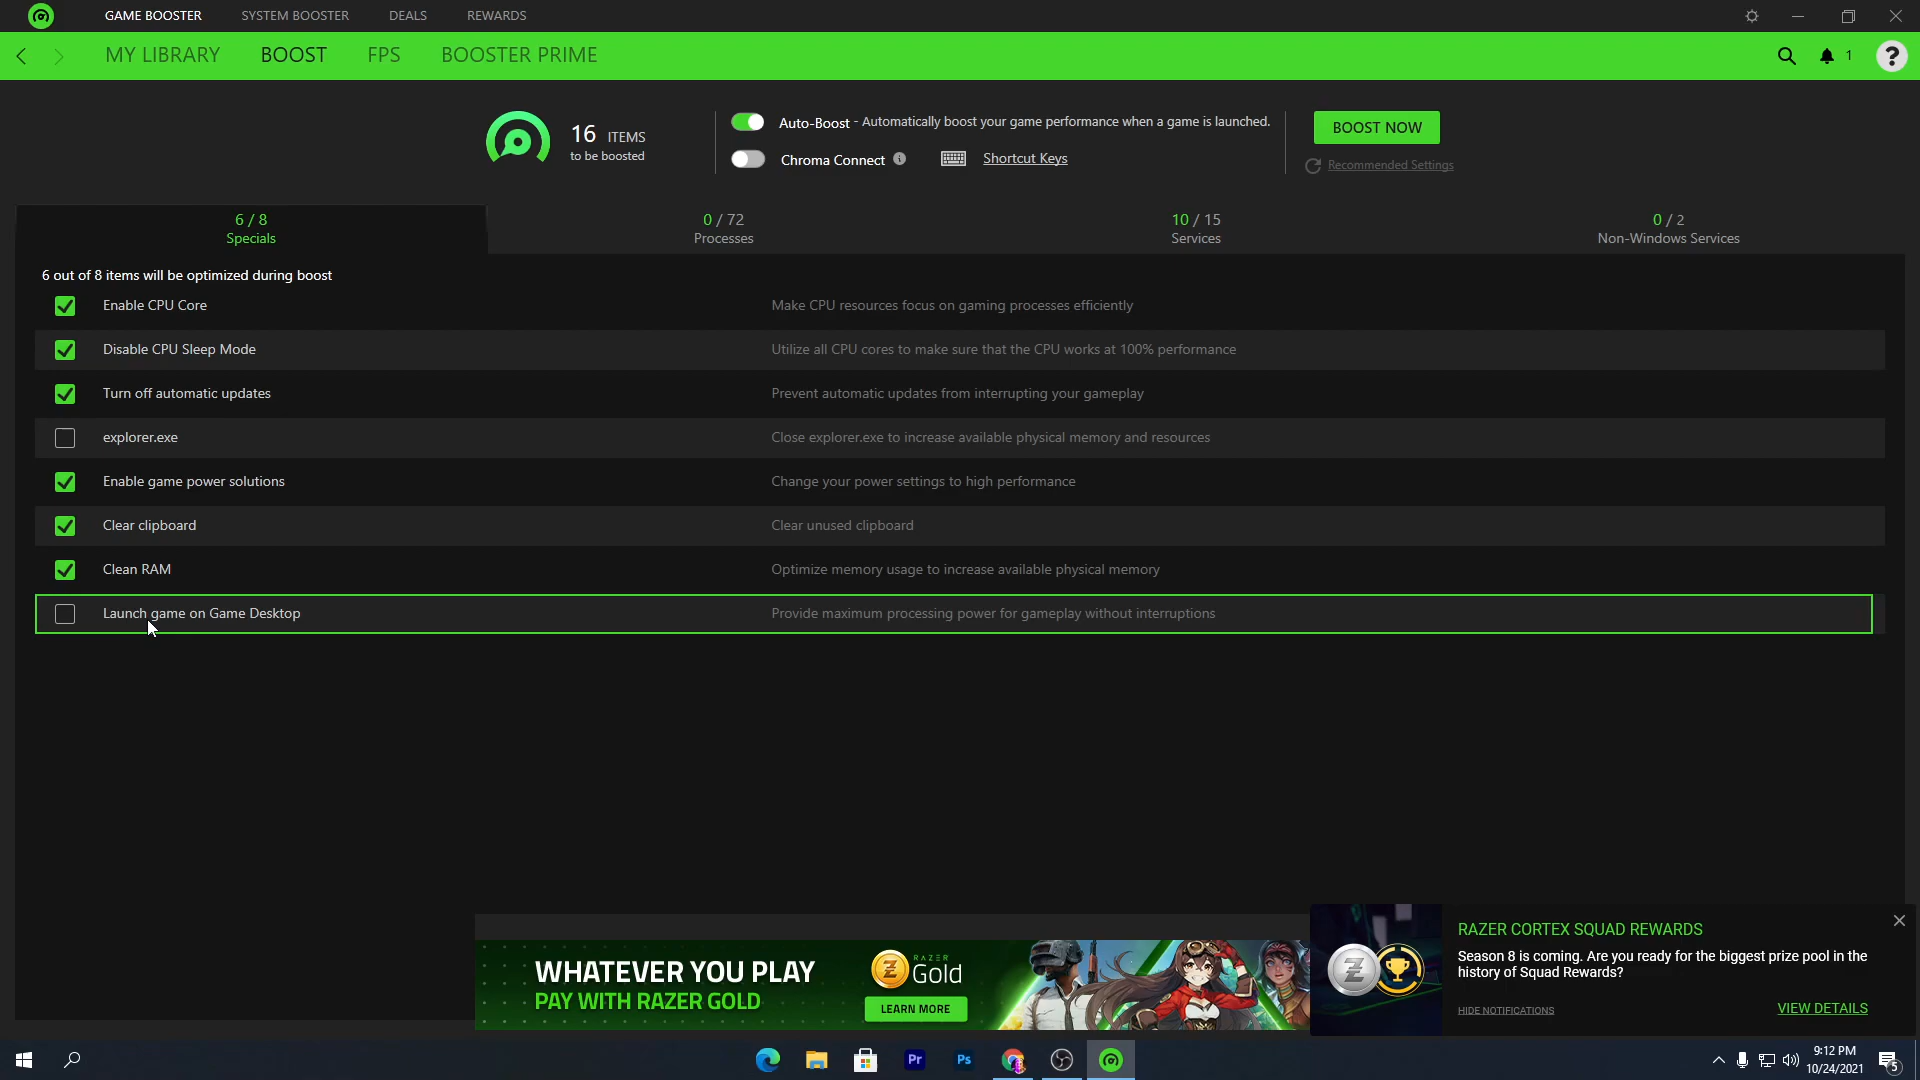 GAME BOOSTER SYSTEM BOOSTER DEALS REWARDS
MY LIBRARY BOOST FPS BOOSTER PRIME
1 ?
16 ITEMS
to be boosted
Auto-Boost - Automatically boost your game performance when a game is launched.
Chroma Connect Shortcut Keys
BOOST NOW
Recommended Settings
6 / 8
Specials
0 / 72
Processes
10 / 15
Services
0 / 2
Non-Windows Services
6 out of 8 items will be optimized during boost
Enable CPU Core Make CPU resources focus on gaming processes efficiently
Disable CPU Sleep Mode Utilize all CPU cores to make sure that the CPU works at 100% performance
Turn off automatic updates Prevent automatic updates from interrupting your gameplay
explorer.exe Close explorer.exe to increase available physical memory and resources
Enable game power solutions Change your power settings to high performance
Clear clipboard Clear unused clipboard
Clean RAM Optimize memory usage to increase available physical memory
Launch game on Game Desktop Provide maximum processing power for gameplay without interruptions
WHATEVER YOU PLAY
PAY WITH RAZER GOLD
RAZER
Gold
LEARN MORE
RAZER CORTEX SQUAD REWARDS
Season 8 is coming. Are you ready for the biggest prize pool in the
history of Squad Rewards?
HIDE NOTIFICATIONS VIEW DETAILS
Pr Ps
9:12 PM
10/24/2021
5